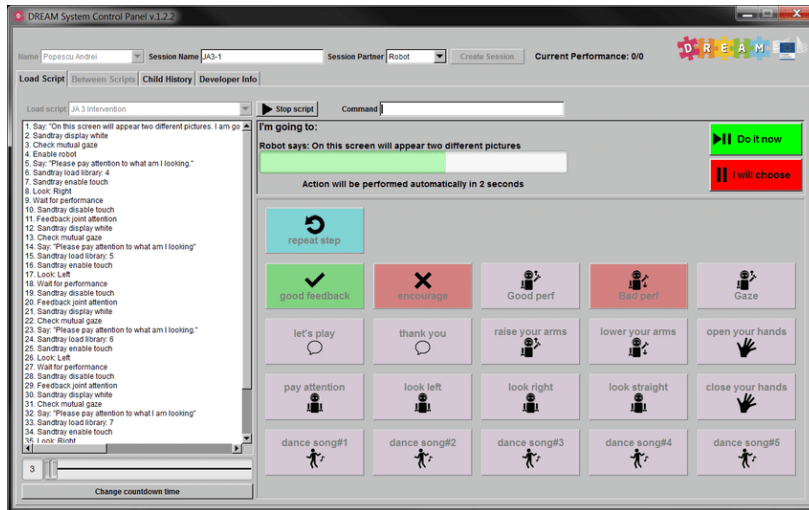 DREAM System Control Panel v.1.2.2
Name Popescu Andrei Session Name JA3-1 Session Partner Robot Create Session Current Performance: 0/0 DREAM
Load Script Between Scripts Child History Developer Info
Load script JA 3 Intervention Stop script Command
1. Say: "On this screen will appear two different pictures. I am go
2. Sandtray display white
3. Check mutual gaze
4. Enable robot
5. Say: "Please pay attention to what am I looking."
6. Sandtray load library: 4
7. Sandtray enable touch
8. Look: Right
9. Wait for performance
10. Sandtray disable touch
11. Feedback joint attention
12. Sandtray display white
13. Check mutual gaze
14. Say: "Please pay attention to what am I looking"
15. Sandtray load library: 5
16. Sandtray enable touch
17. Look: Left
18. Wait for performance
19. Sandtray disable touch
20. Feedback joint attention
21. Sandtray display white
22. Check mutual gaze
23. Say: "Please pay attention to what am I looking."
24. Sandtray load library: 6
25. Sandtray enable touch
26. Look: Left
27. Wait for performance
28. Sandtray disable touch
29. Feedback joint attention
30. Sandtray display white
31. Check mutual gaze
32. Say: "Please pay attention to what I am looking"
33. Sandtray load library: 7
34. Sandtray enable touch
35. Look: Right
3
Change countdown time
I'm going to:
Robot says: On this screen will appear two different pictures
Action will be performed automatically in 2 seconds
Do it now
I will choose
repeat step
good feedback encourage Good perf Bad perf Gaze
let's play thank you raise your arms lower your arms open your hands
pay attention look left look right look straight close your hands
dance song#1 dance song#2 dance song#3 dance song#4 dance song#5